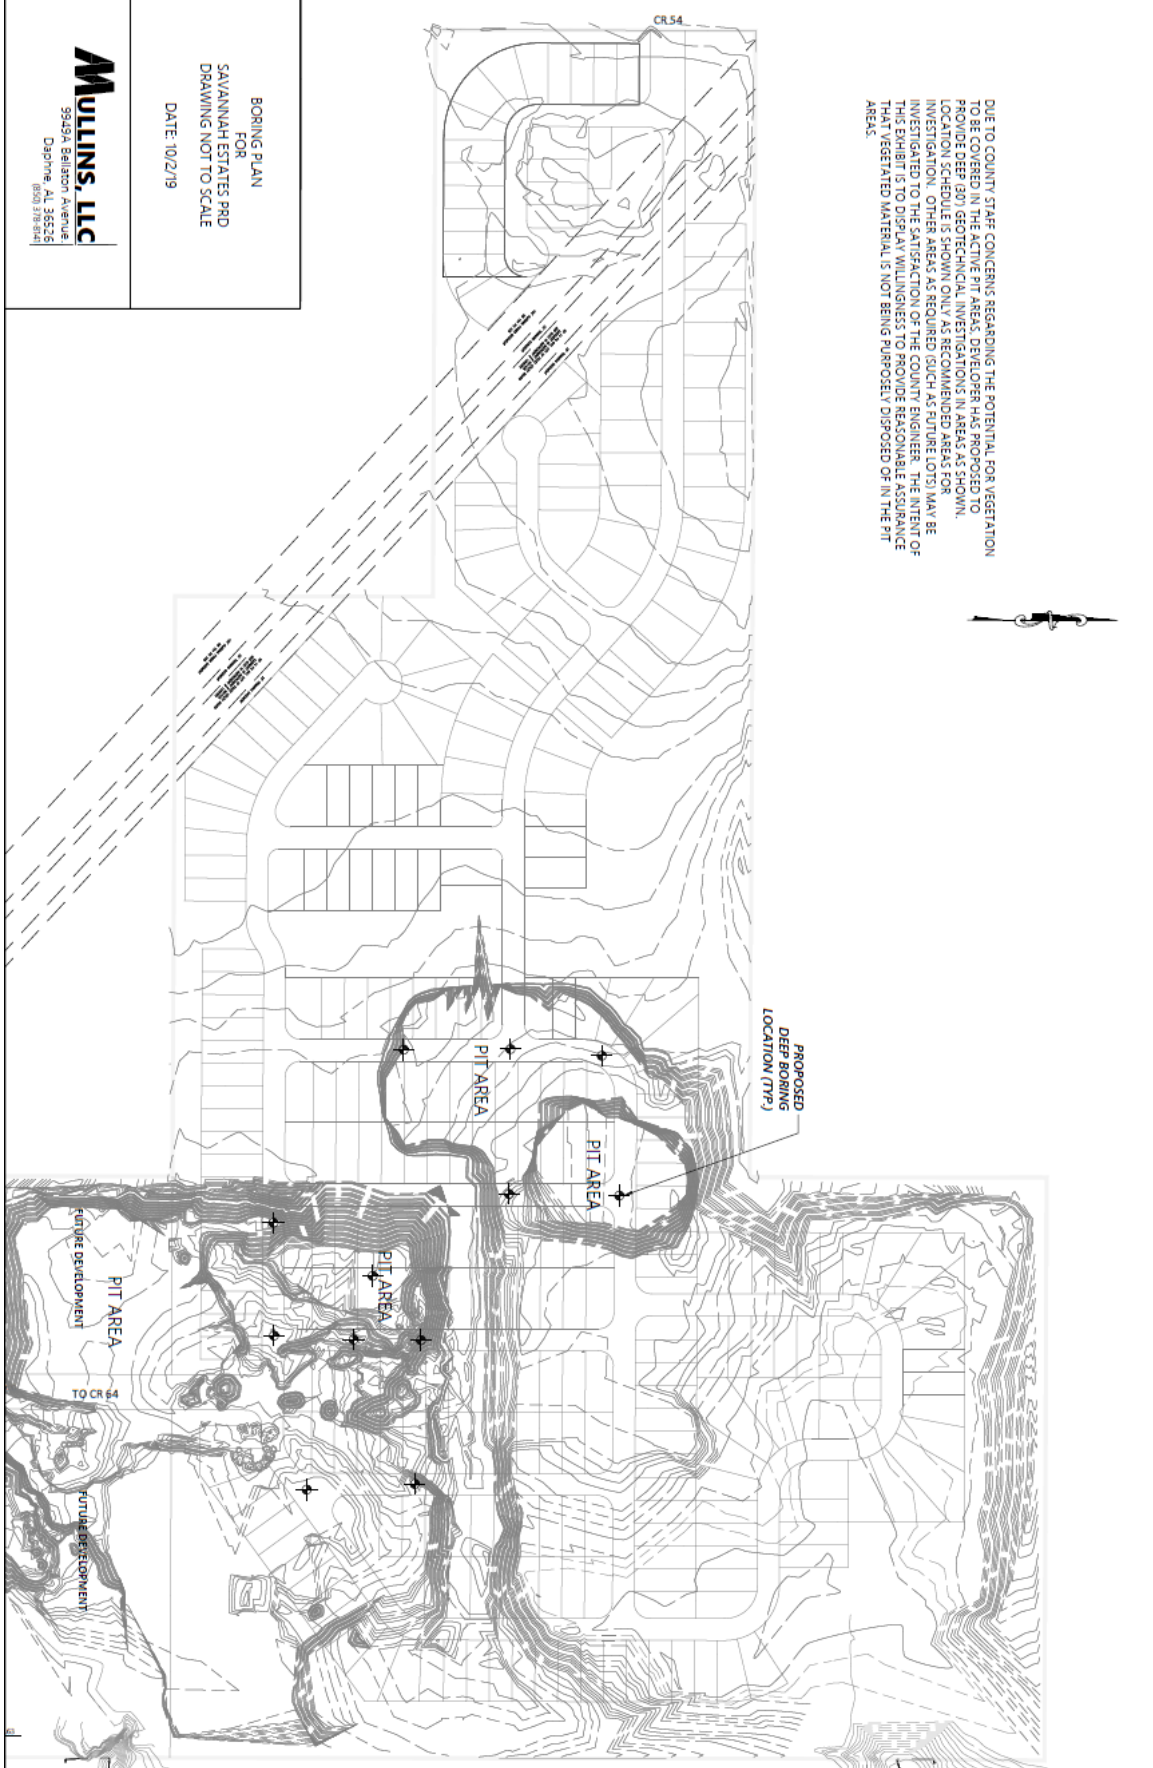 DUE TO COUNTY STAFF CONCERNS REGARDING THE POTENTIAL FOR VEGETATION
TO BE COVERED IN THE ACTIVE PIT AREAS, DEVELOPER HAS PROPOSED TO
PROVIDE DEEP (30') GEOTECHNCIAL INVESTIGATIONS IN AREAS AS SHOWN.
LOCATION SCHEDULE IS SHOWN ONLY AS RECOMMENDED AREAS FOR
INVESTIGATION. OTHER AREAS AS REQUIRED (SUCH AS FUTURE LOTS) MAY BE
INVESTIGATED TO THE SATISFACTION OF THE COUNTY ENGINEER. THE INTENT OF
THIS EXHIBIT IS TO DISPLAY WILLINGNESS TO PROVIDE REASONABLE ASSURANCE
THAT VEGETATED MATERIAL IS NOT BEING PURPOSELY DISPOSED OF IN THE PIT
AREAS.
CR 54
PROPOSED
DEEP BORING
LOCATION (TYP.)
PIT AREA
PIT AREA
PIT AREA
PIT AREA
FUTURE DEVELOPMENT
TO CR 64
FUTURE DEVELOPMENT
BORING PLAN
FOR
SAVANNAH ESTATES PRD
DRAWING NOT TO SCALE
DATE: 10/2/19
MULLINS, LLC
9949A Bellaton Avenue.
Daphne, AL 36526
(850) 378-8141